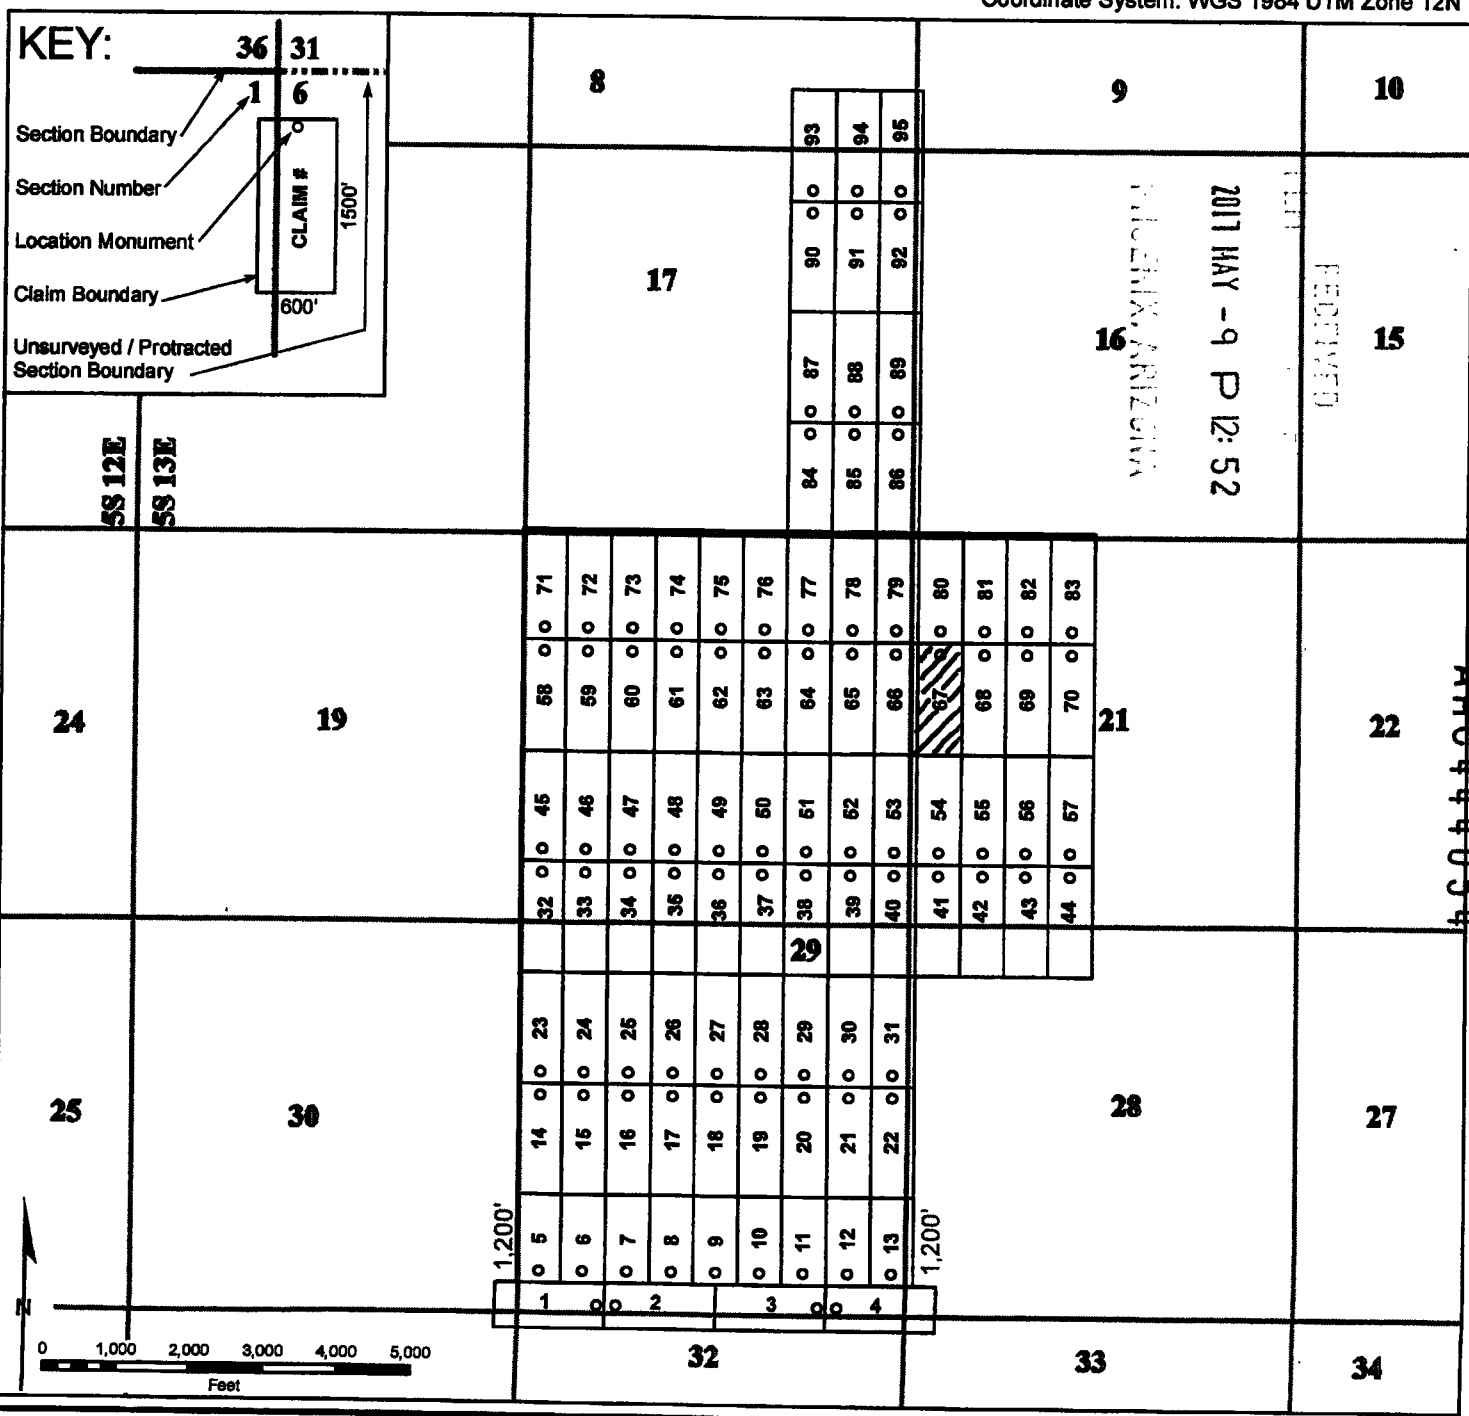 Coordinate System: WGS 1984 UTM Zone 12N
KEY:
36 31
1 6
Section Boundary
Section Number
Location Monument
Claim Boundary
Unsurveyed / Protracted
Section Boundary
CLAIM #
1500'
600'
8 9 10
93 94 95
17 16 15
90 91 92
87 88 89
84 85 86
2011 MAY -9 P 12: 52
RECEIVED
PHOENIX, ARIZONA
5S 12E
5S 13E
71 72 73 74 75 76 77 78 79 80 81 82 83
58 59 60 61 62 63 64 65 66 67 68 69 70
24 19 21 22
45 46 47 48 49 50 51 52 53 54 55 56 57
32 33 34 35 36 37 38 39 40 41 42 43 44
29
23 24 25 26 27 28 29 30 31
25 30 28 27
14 15 16 17 18 19 20 21 22
1,200' 1,200'
5 6 7 8 9 10 11 12 13
1 2 3 4
N
0 1,000 2,000 3,000 4,000 5,000
Feet
32 33 34